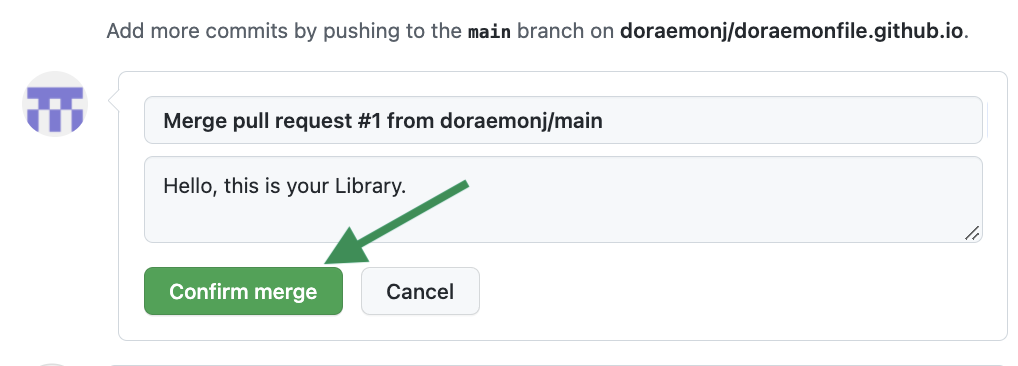 Add more commits by pushing to the main branch on doraemonj/doraemonfile.github.io.
Merge pull request #1 from doraemonj/main
Hello, this is your Library.
Confirm merge
Cancel